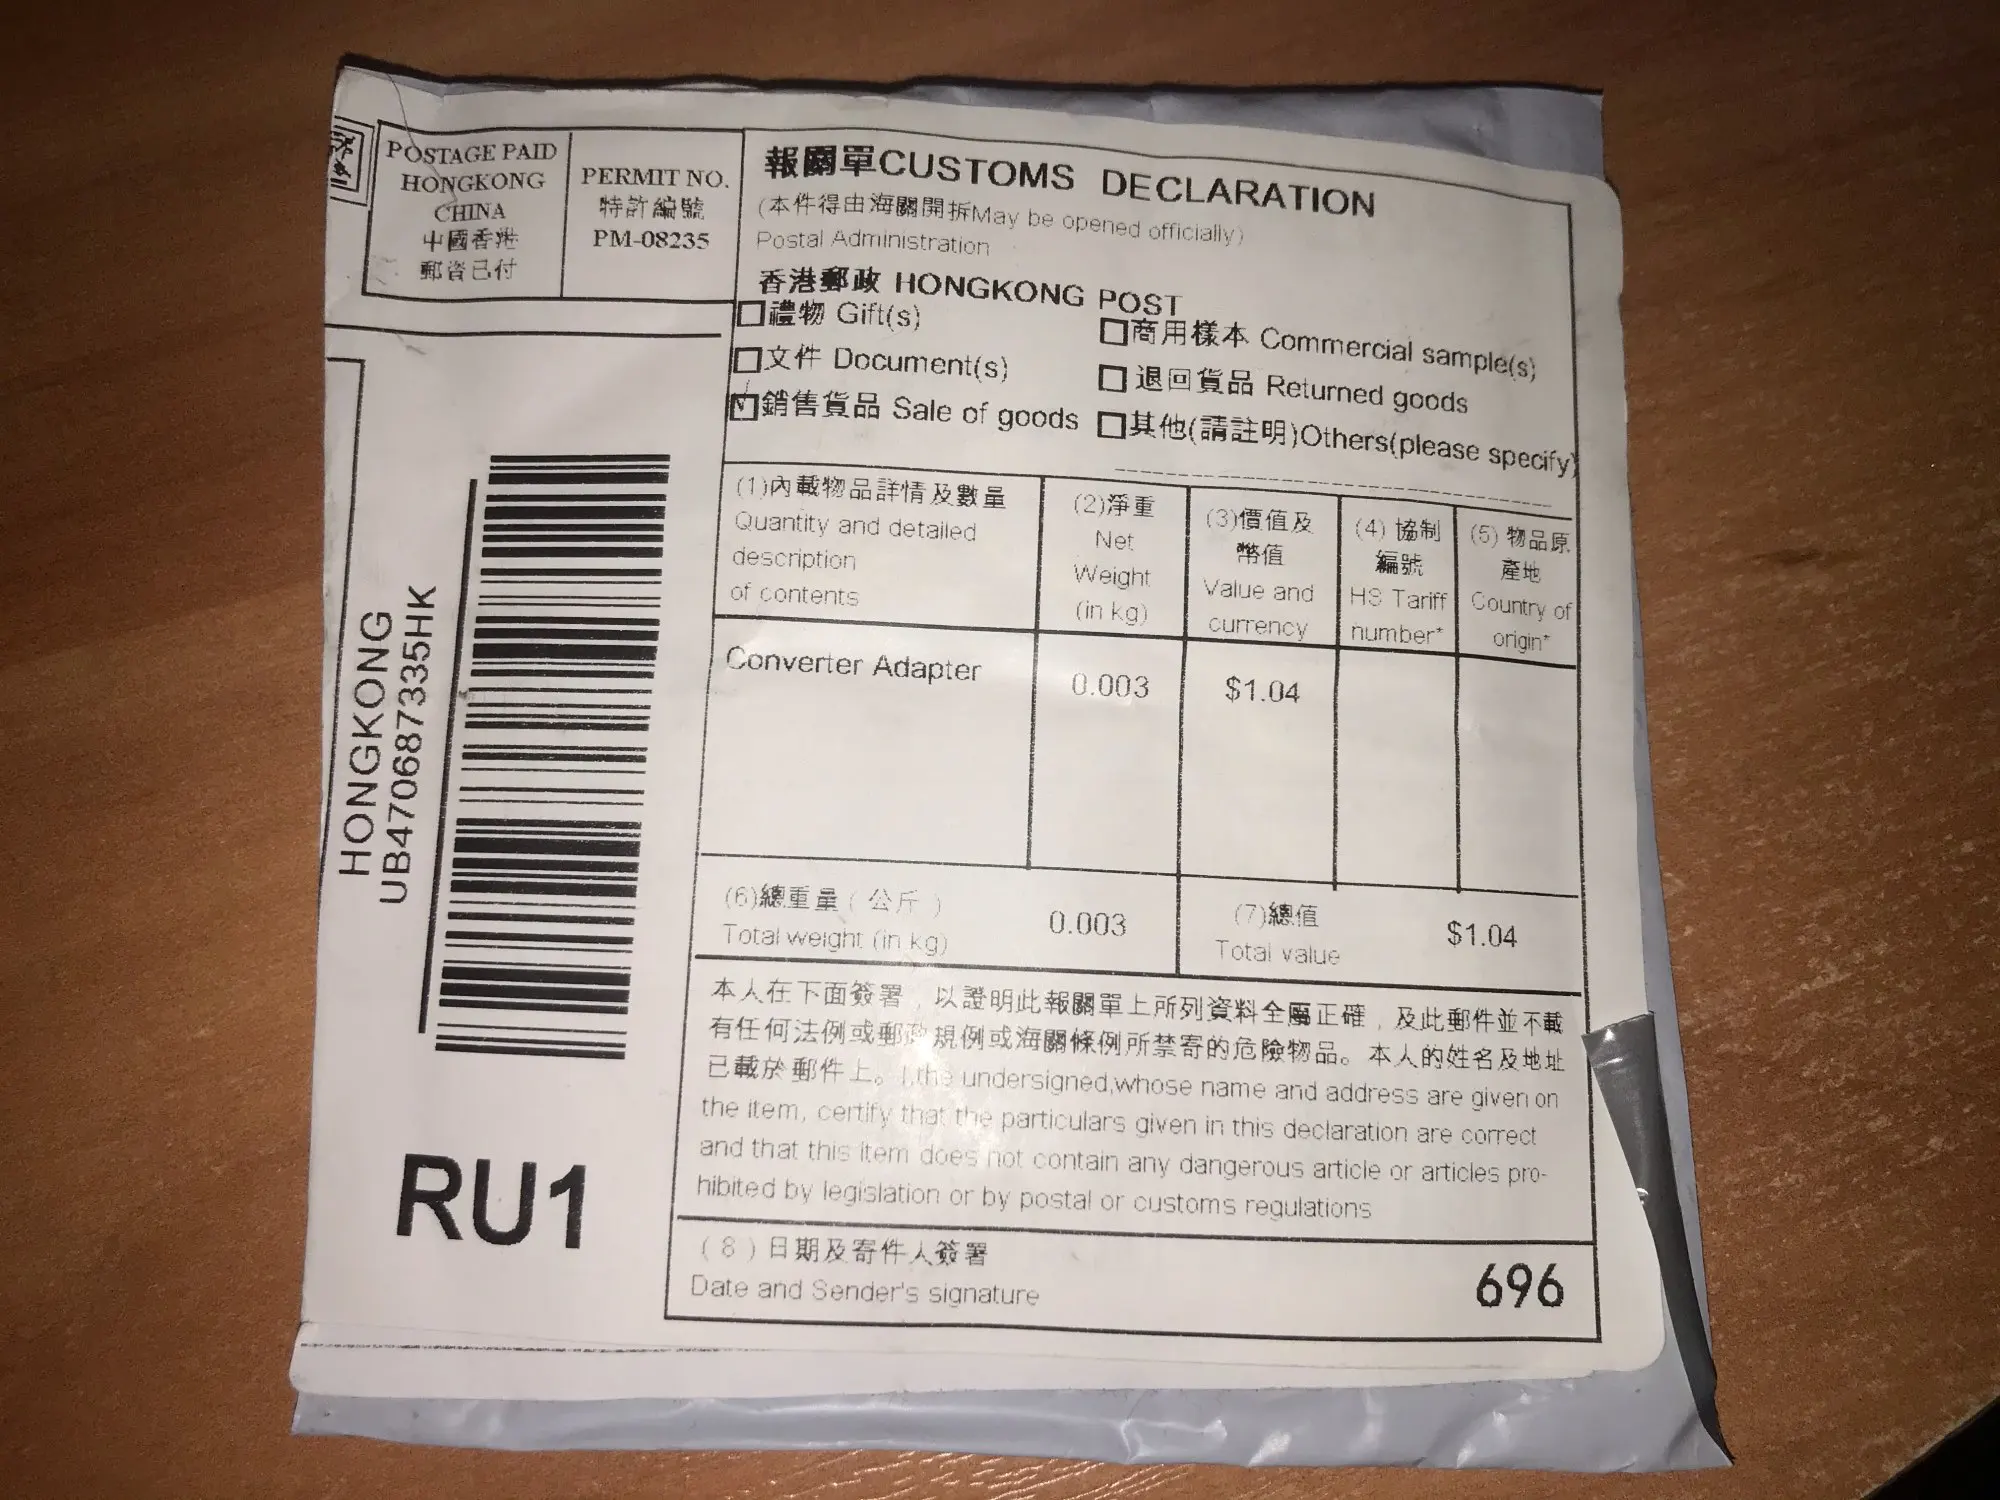 POSTAGE PAID
HONGKONG
CHINA
中國香港
郵資已付
PERMIT NO.
特許編號
PM-08235
報關單CUSTOMS DECLARATION
(本件得由海關開拆May be opened officially)
Postal Administration
香港郵政 HONGKONG POST
禮物 Gift(s)
商用樣本 Commercial sample(s)
文件 Document(s)
退回貨品 Returned goods
銷售貨品 Sale of goods
其他(請註明)Others(please specify)
(1)內載物品詳情及數量
Quantity and detailed
description
of contents
(2)淨重
Net
Weight
(in kg)
(3)價值及
幣值
Value and
currency
(4) 協制
編號
HS Tariff
number*
(5) 物品原
產地
Country of
origin*
Converter Adapter
0.003
$1.04
(6)總重量(公斤)
Total weight (in kg)
0.003
(7)總值
Total value
$1.04
本人在下面簽署,以證明此報關單上所列資料全屬正確,及此郵件並不載
有任何法例或郵政規例或海關條例所禁寄的危險物品。本人的姓名及地址
已載於郵件上。I,the undersigned,whose name and address are given on
the item, certify that the particulars given in this declaration are correct
and that this item does not contain any dangerous article or articles pro-
hibited by legislation or by postal or customs regulations
(8)日期及寄件人簽署
Date and Sender's signature
696
HONGKONG
UB470687335HK
RU1